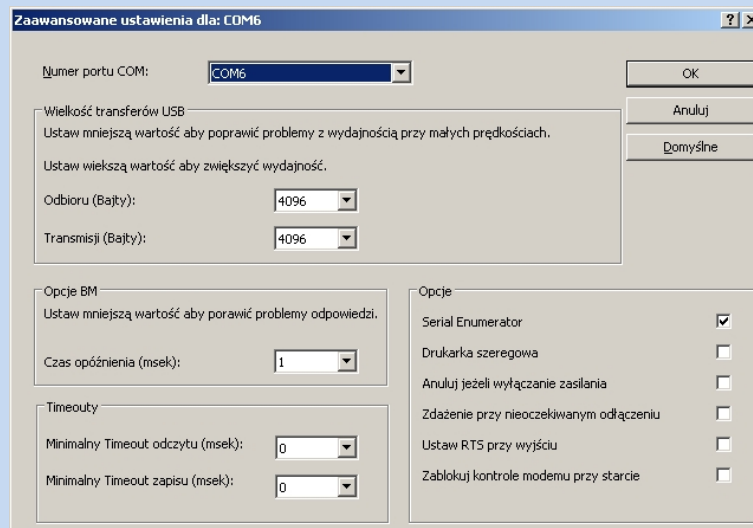 Zaawansowane ustawienia dla: COM6
Numer portu COM:
COM6
OK
Anuluj
Domyślne
Wielkość transferów USB
Ustaw mniejszą wartość aby poprawić problemy z wydajnością przy małych prędkościach.
Ustaw wiekszą wartość aby zwiększyć wydajność.
Odbioru (Bajty):
4096
Transmisji (Bajty):
4096
Opcje BM
Ustaw mniejszą wartość aby porawić problemy odpowiedzi.
Czas opóźnienia (msek):
1
Timeouty
Minimalny Timeout odczytu (msek):
0
Minimalny Timeout zapisu (msek):
0
Opcje
Serial Enumerator
Drukarka szeregowa
Anuluj jeżeli wyłączanie zasilania
Zdażenie przy nieoczekiwanym odłączeniu
Ustaw RTS przy wyjściu
Zablokuj kontrole modemu przy starcie